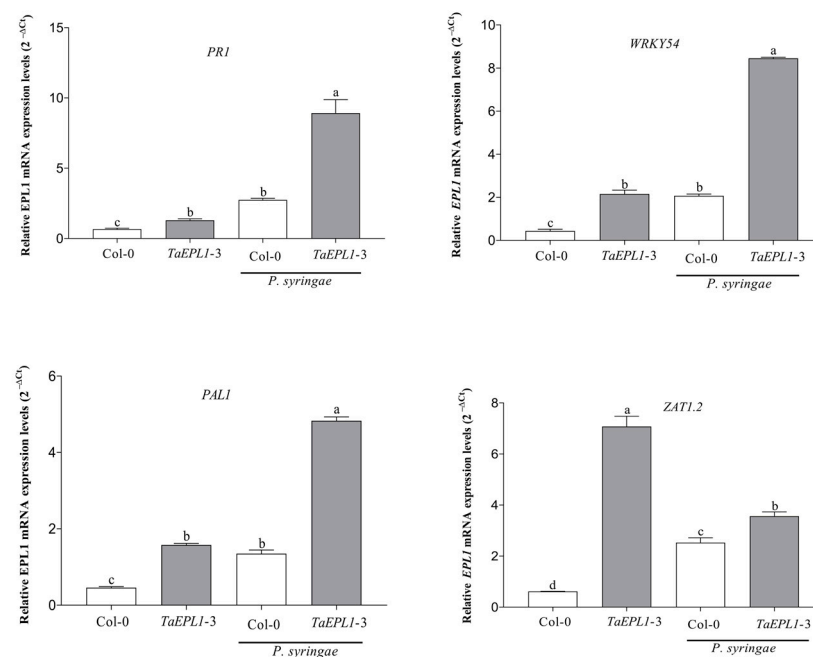 Relative EPL1 mRNA expression levels (2 −ΔCt)
15
10
5
0
PR1
c
b
b
a
Col-0
TaEPL1-3
Col-0
TaEPL1-3
P. syringae
Relative EPL1 mRNA expression levels (2−ΔCt)
10
8
6
4
2
0
WRKY54
c
b
b
a
Col-0
TaEPL1-3
Col-0
TaEPL1-3
P. syringae
Relative EPL1 mRNA expression levels (2 −ΔCt)
6
4
2
0
PAL1
c
b
b
a
Col-0
TaEPL1-3
Col-0
TaEPL1-3
P. syringae
Relative EPL1 mRNA expression levels (2 −ΔCt)
8
6
4
2
0
ZAT1.2
d
a
c
b
Col-0
TaEPL1-3
Col-0
TaEPL1-3
P. syringae